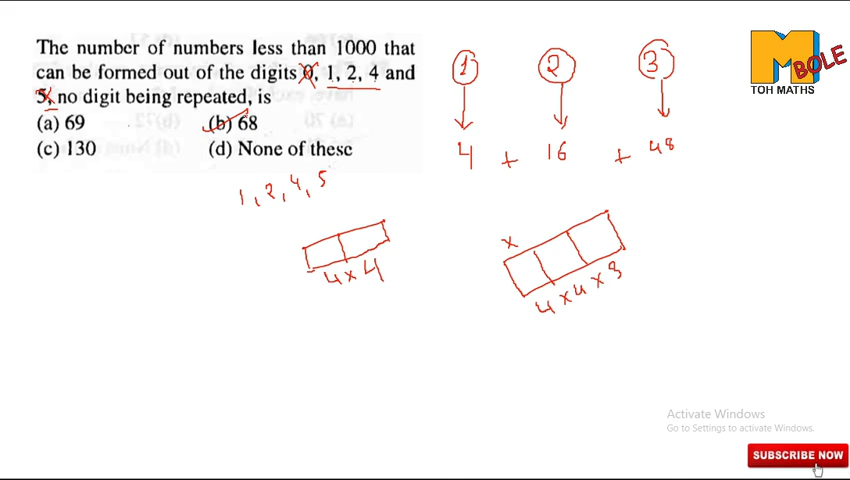 The number of numbers less than 1000 that
can be formed out of the digits 0, 1, 2, 4 and
5, no digit being repeated, is
(a) 69 (b) 68
(c) 130 (d) None of these
1, 2, 4, 5
4 × 4
1 2 3
4 + 16 + 48
×
4 × 4 × 3
M
BOLE
TOH MATHS
Activate Windows
Go to Settings to activate Windows.
SUBSCRIBE NOW